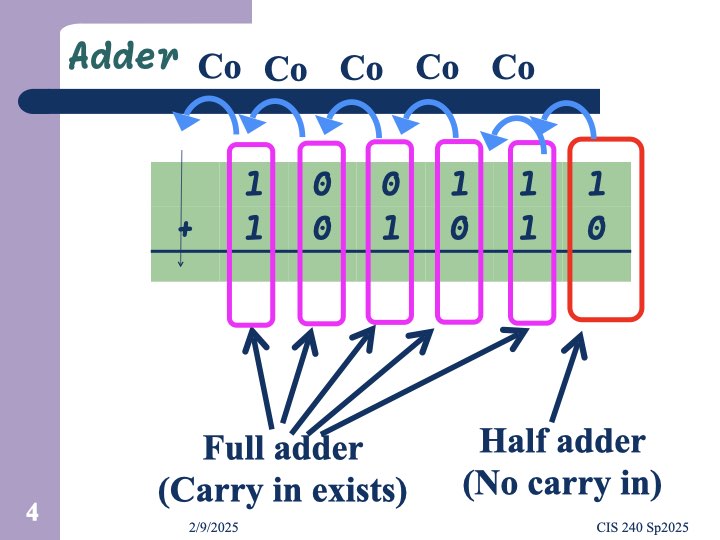 Adder Co Co Co Co Co
1 0 0 1 1 1
+ 1 0 1 0 1 0
Full adder
(Carry in exists)
Half adder
(No carry in)
4
2/9/2025
CIS 240 Sp2025